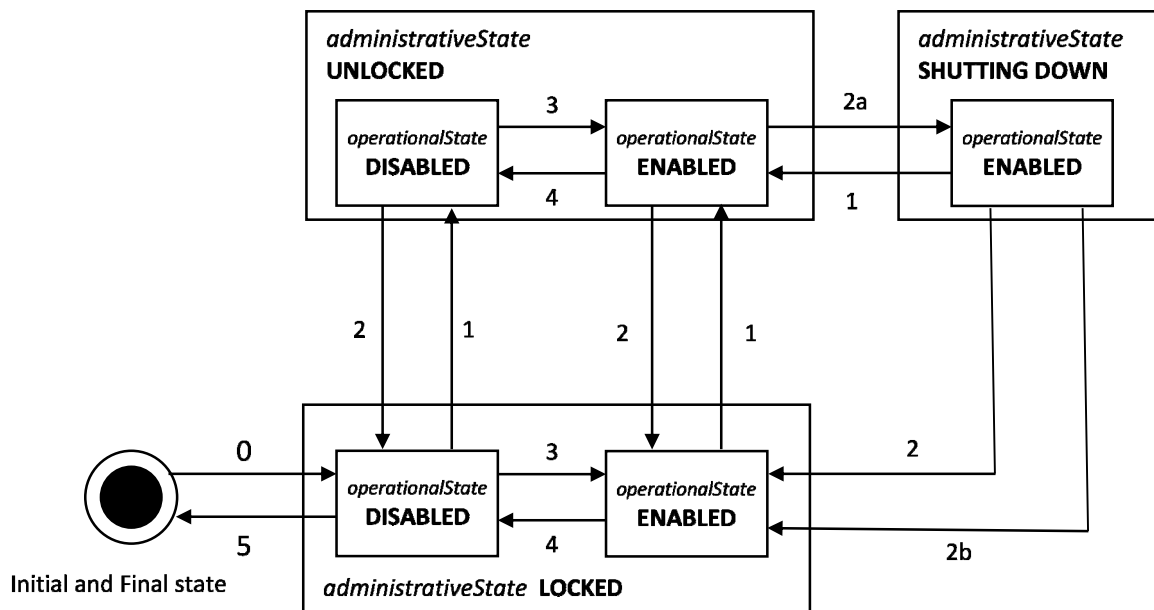 administrativeState
UNLOCKED
administrativeState
SHUTTING DOWN
3
2a
operationalState
DISABLED
operationalState
ENABLED
operationalState
ENABLED
4
1
2
1
2
1
0
3
2
operationalState
DISABLED
operationalState
ENABLED
5
4
2b
Initial and Final state
administrativeState LOCKED